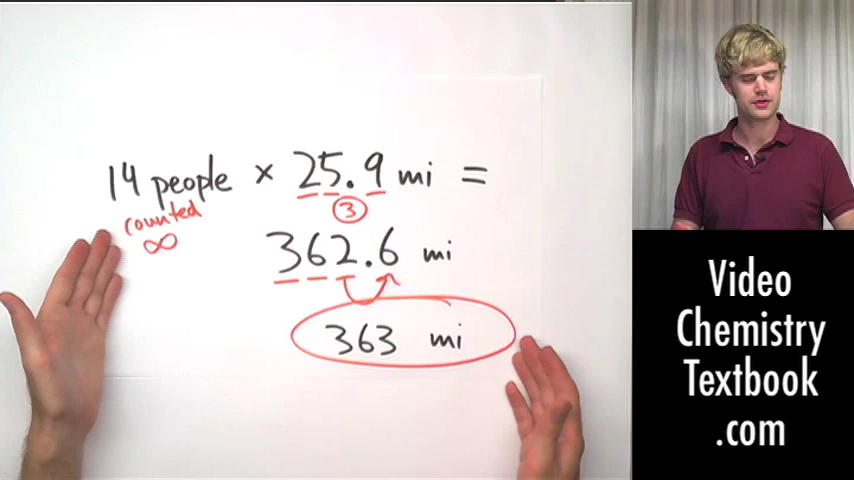 14 people × 25.9 mi =
counted
3
∞
362.6 mi
363 mi
Video
Chemistry
Textbook
.com